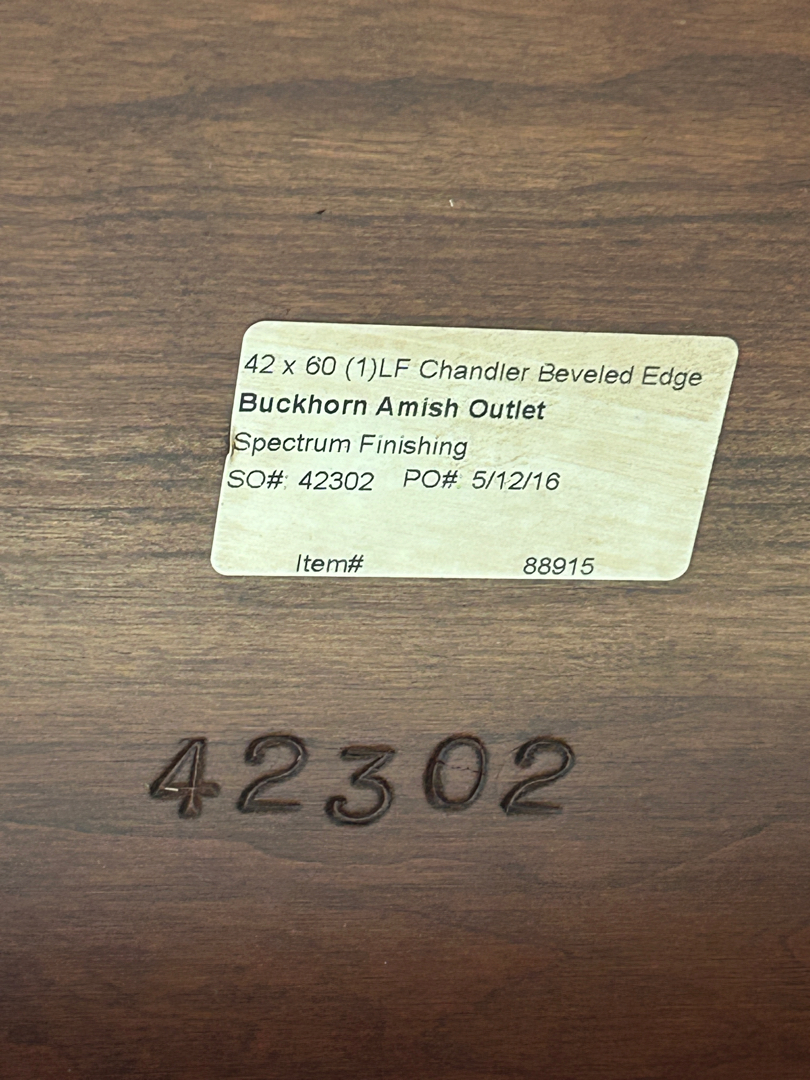 42 x 60 (1)LF Chandler Beveled Edge
Buckhorn Amish Outlet
Spectrum Finishing
SO#: 42302 PO# 5/12/16
Item# 88915
42302